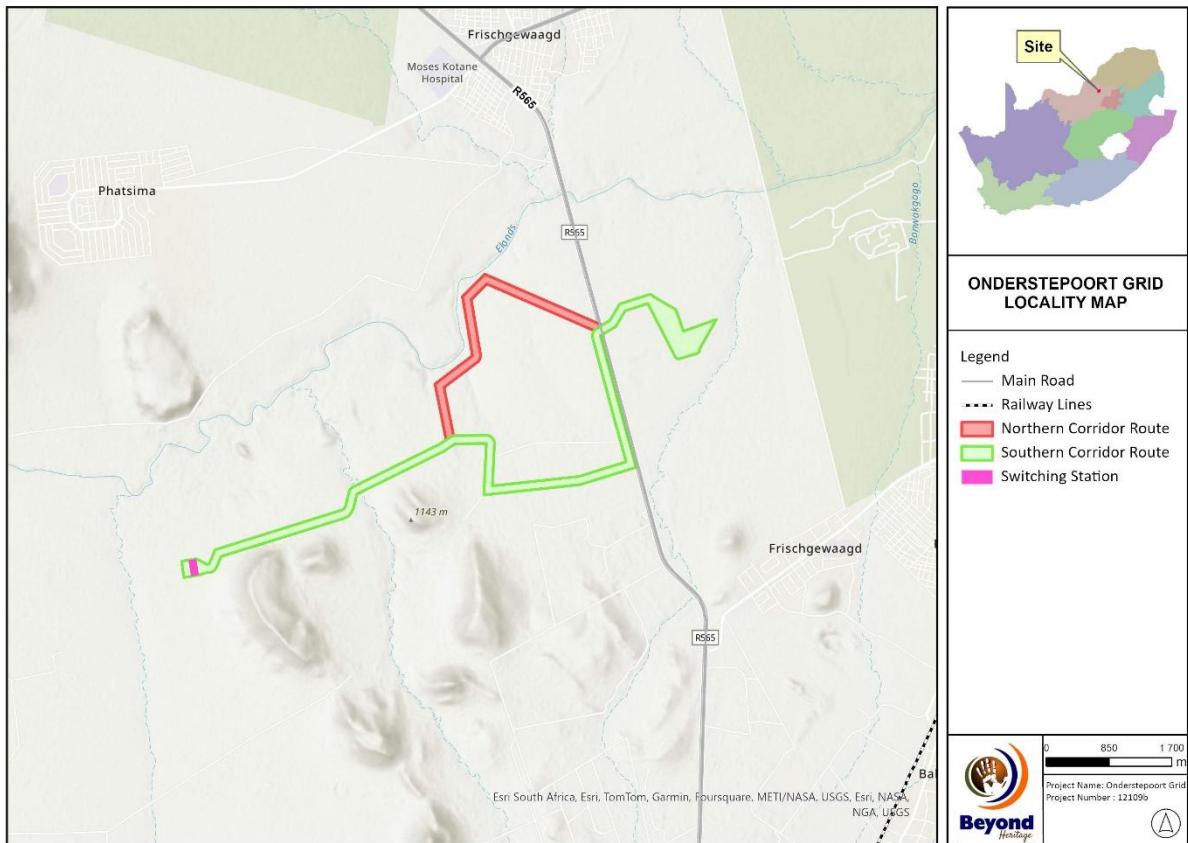 Frischgewaagd
Moses Kotane
Hospital
R565
Phatsima
Elands
R565
Bonwakgogo
1143 m
Frischgewaagd
R565
Bal
Esri South Africa, Esri, TomTom, Garmin, Foursquare, METI/NASA, USGS, Esri, NASA,
NGA, USGS
Site
ONDERSTEPOORT GRID
LOCALITY MAP
Legend
Main Road
Railway Lines
Northern Corridor Route
Southern Corridor Route
Switching Station
Beyond
Heritage
0 850 1 700
m
Project Name: Onderstepoort Grid
Project Number : 12109b